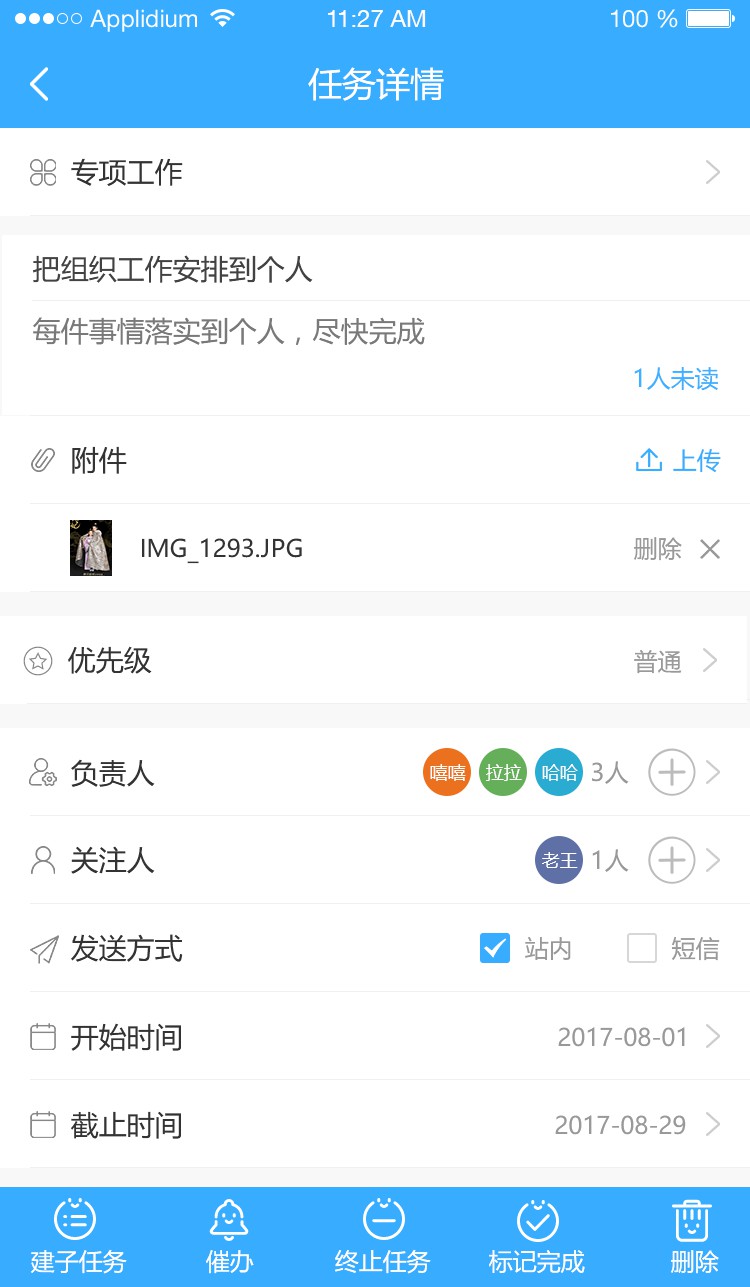 Applidium 11:27 AM 100 %
任务详情
专项工作
把组织工作安排到个人
每件事情落实到个人，尽快完成
1人未读
附件 上传
IMG_1293.JPG 删除
优先级 普通
负责人 嘻嘻 拉拉 哈哈 3人
关注人 老王 1人
发送方式 站内 短信
开始时间 2017-08-01
截止时间 2017-08-29
建子任务 催办 终止任务 标记完成 删除